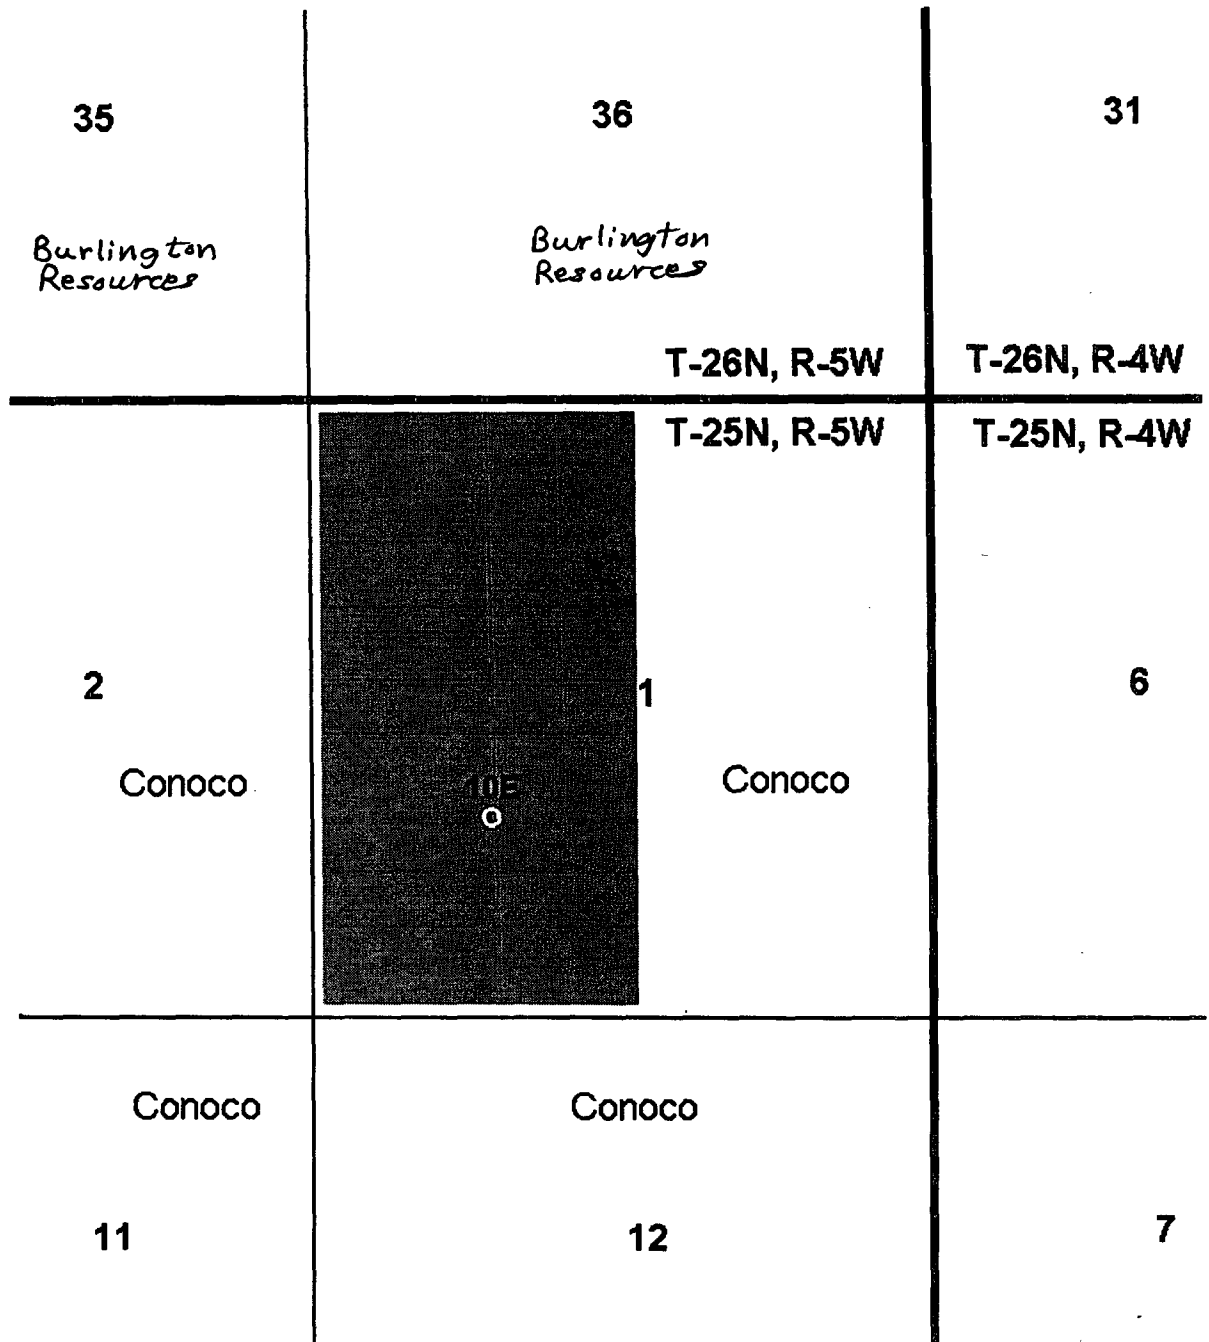 35
36
31
Burlington
Resources
Burlington
Resources
T-26N, R-5W
T-26N, R-4W
T-25N, R-5W
T-25N, R-4W
2
1
6
Conoco
10E
Conoco
Conoco
Conoco
11
12
7